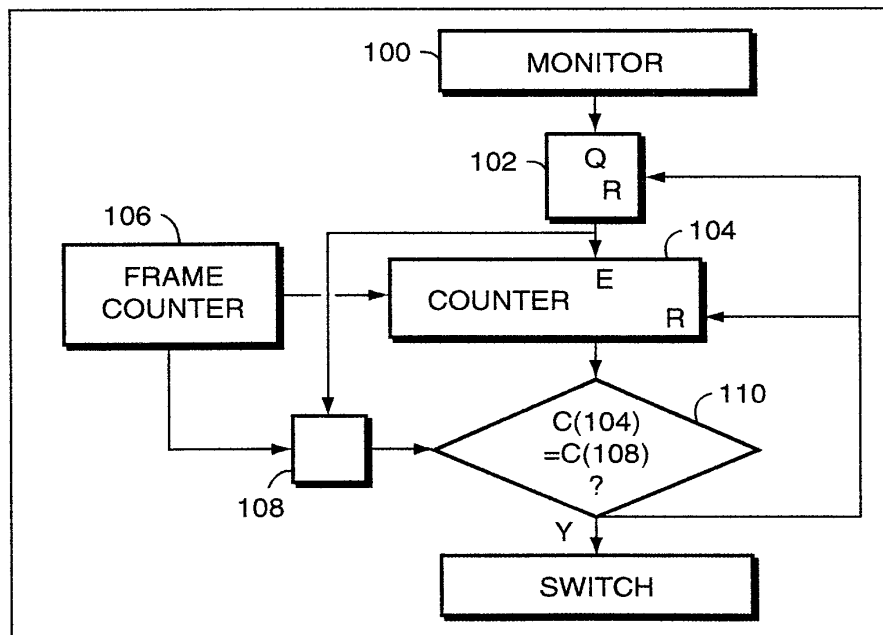 100
MONITOR
102
Q
R
106
104
FRAME
COUNTER
E
COUNTER
R
110
C(104)
=C(108)
?
108
Y
SWITCH